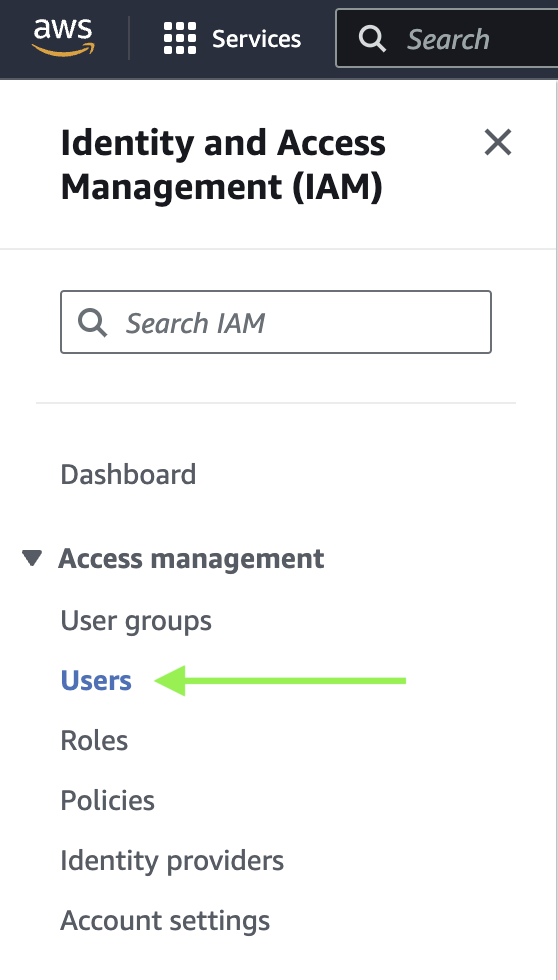 aws
Services
Search
Identity and Access
Management (IAM)
Search IAM
Dashboard
Access management
User groups
Users
Roles
Policies
Identity providers
Account settings